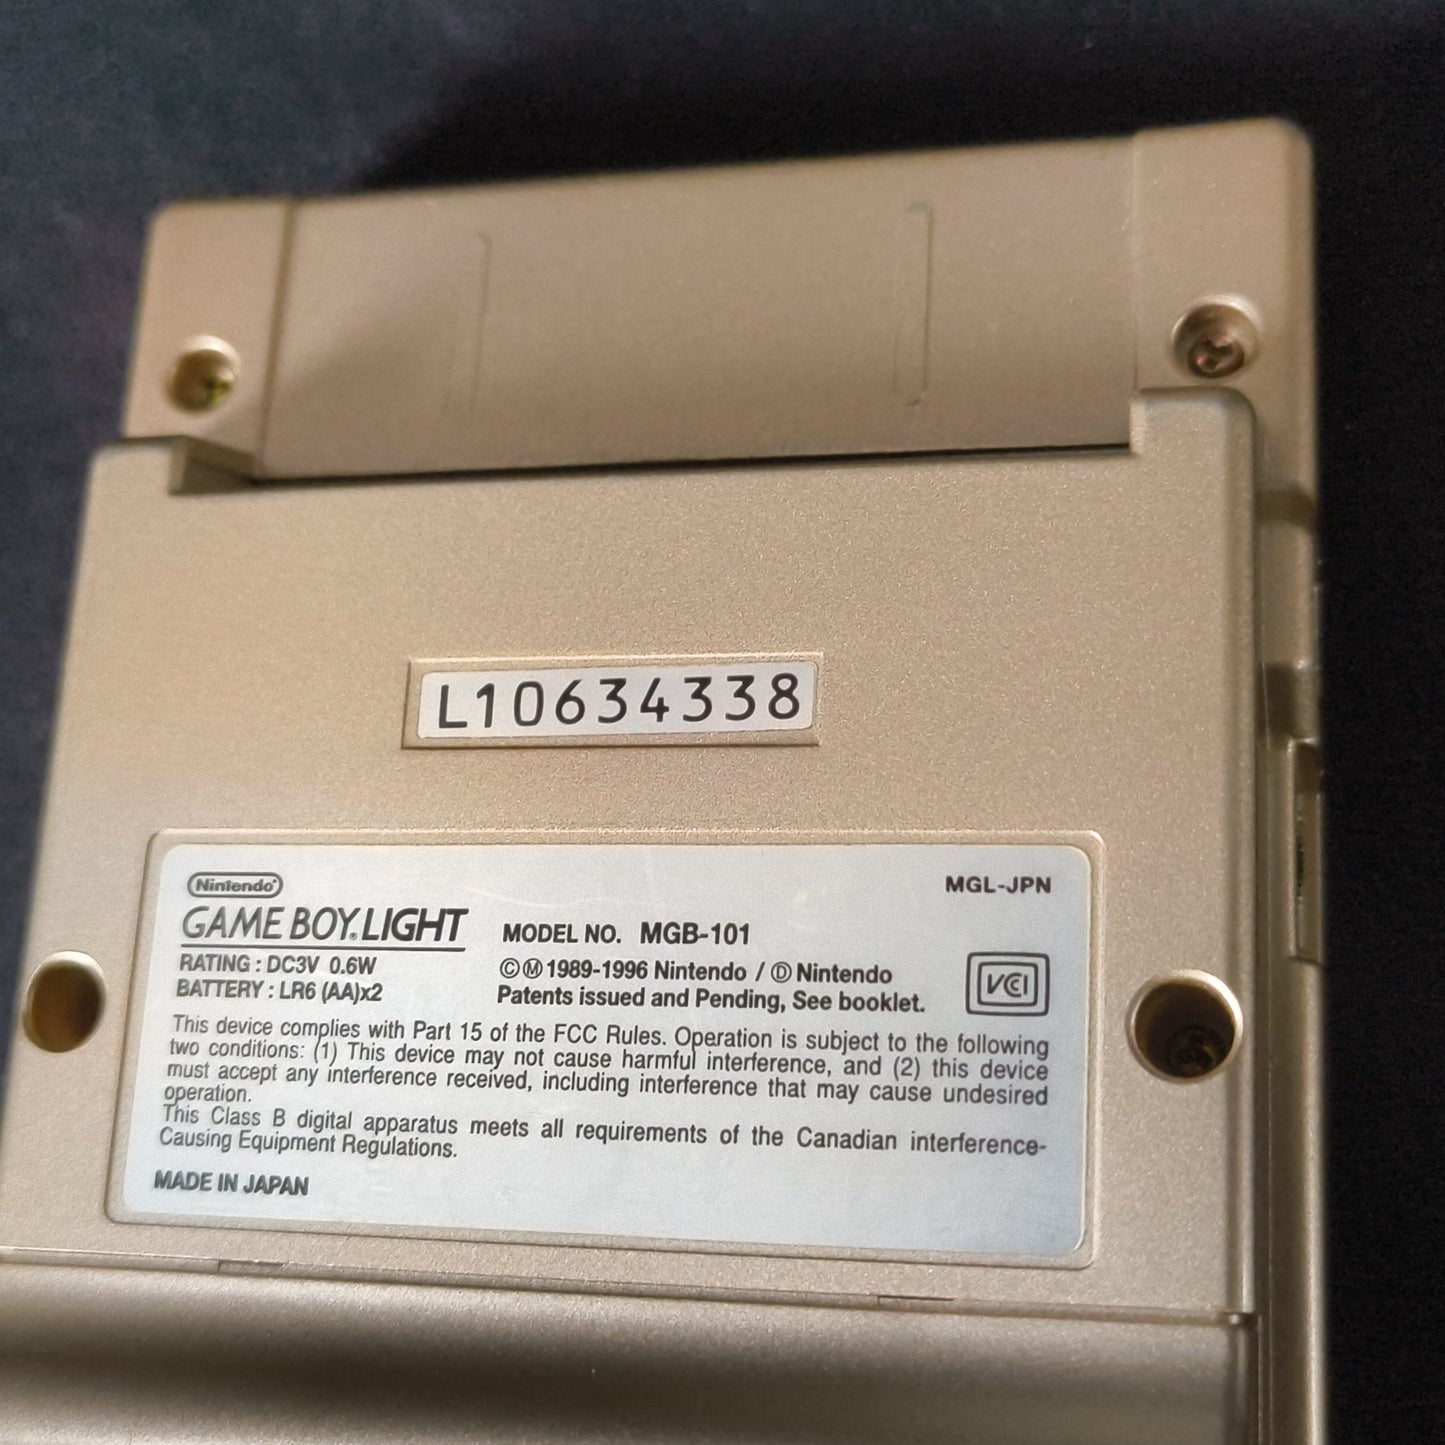 L10634338
Nintendo®
MGL-JPN
GAME BOY® LIGHT
MODEL NO. MGB-101
RATING : DC3V 0.6W
BATTERY : LR6 (AA)x2
ⒸⓂ1989-1996 Nintendo / ⒹNintendo
Patents issued and Pending, See booklet.
VCI
This device complies with Part 15 of the FCC Rules. Operation is subject to the following
two conditions: (1) This device may not cause harmful interference, and (2) this device
must accept any interference received, including interference that may cause undesired
operation.
This Class B digital apparatus meets all requirements of the Canadian interference-
Causing Equipment Regulations.
MADE IN JAPAN